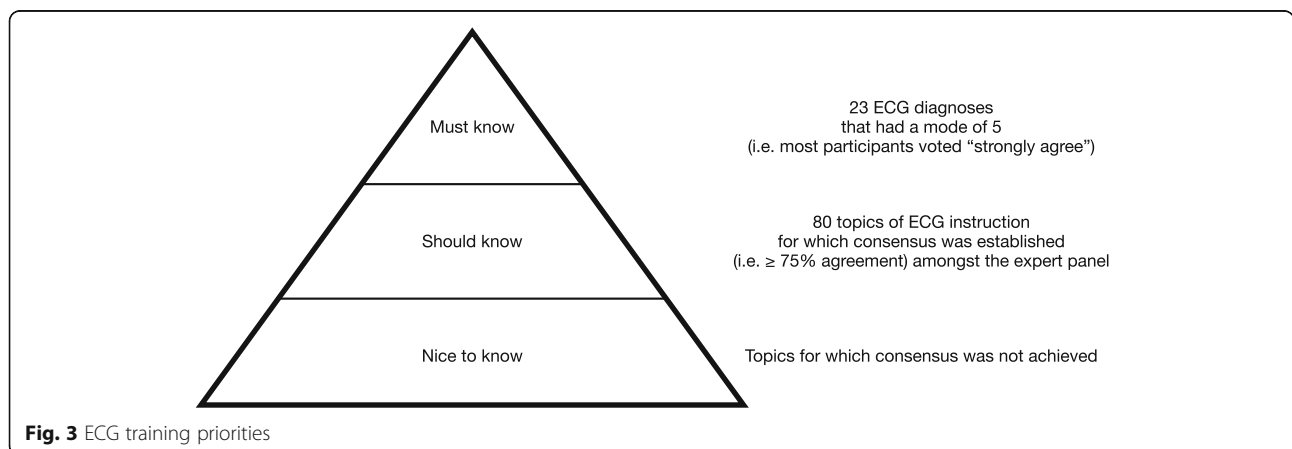 Must know
23 ECG diagnoses
that had a mode of 5
(i.e. most participants voted “strongly agree”)
Should know
80 topics of ECG instruction
for which consensus was established
(i.e. ≥ 75% agreement) amongst the expert panel
Nice to know
Topics for which consensus was not achieved
Fig. 3 ECG training priorities